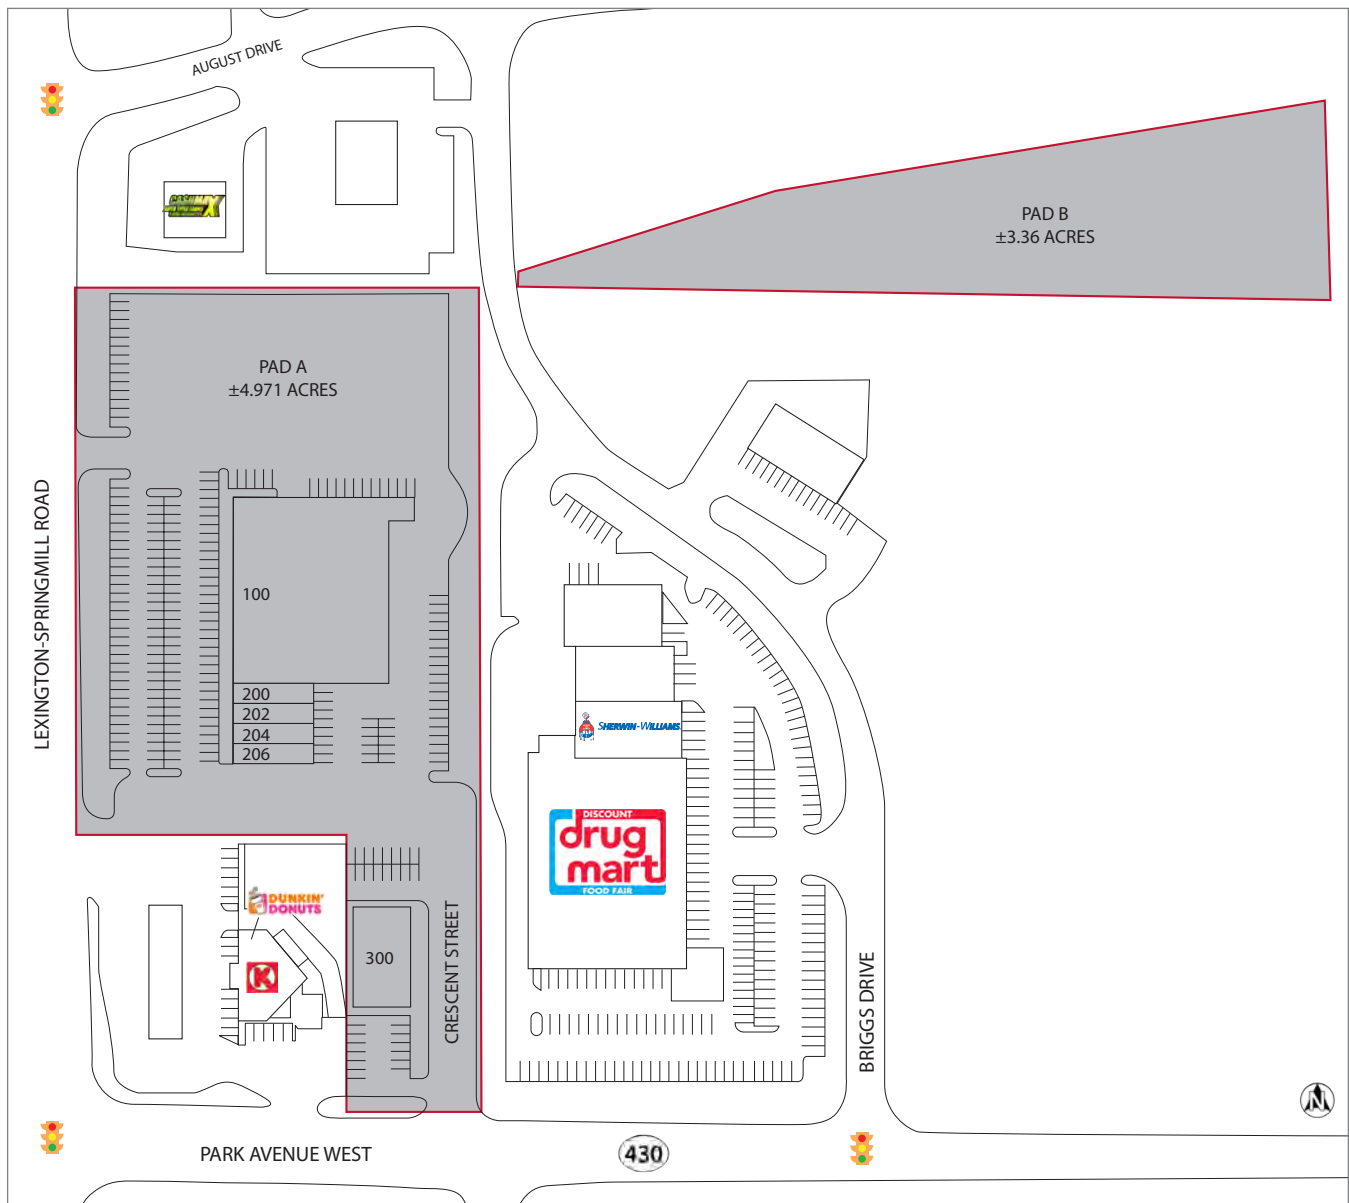 AUGUST DRIVE
CASHMAX
PAD B
±3.36 ACRES
PAD A
±4.971 ACRES
LEXINGTON-SPRINGMILL ROAD
100
200
202
204
206
SHERWIN-WILLIAMS
DISCOUNT
drug
mart
FOOD FAIR
DUNKIN'
DONUTS
K
300
CRESCENT STREET
BRIGGS DRIVE
N
PARK AVENUE WEST
430